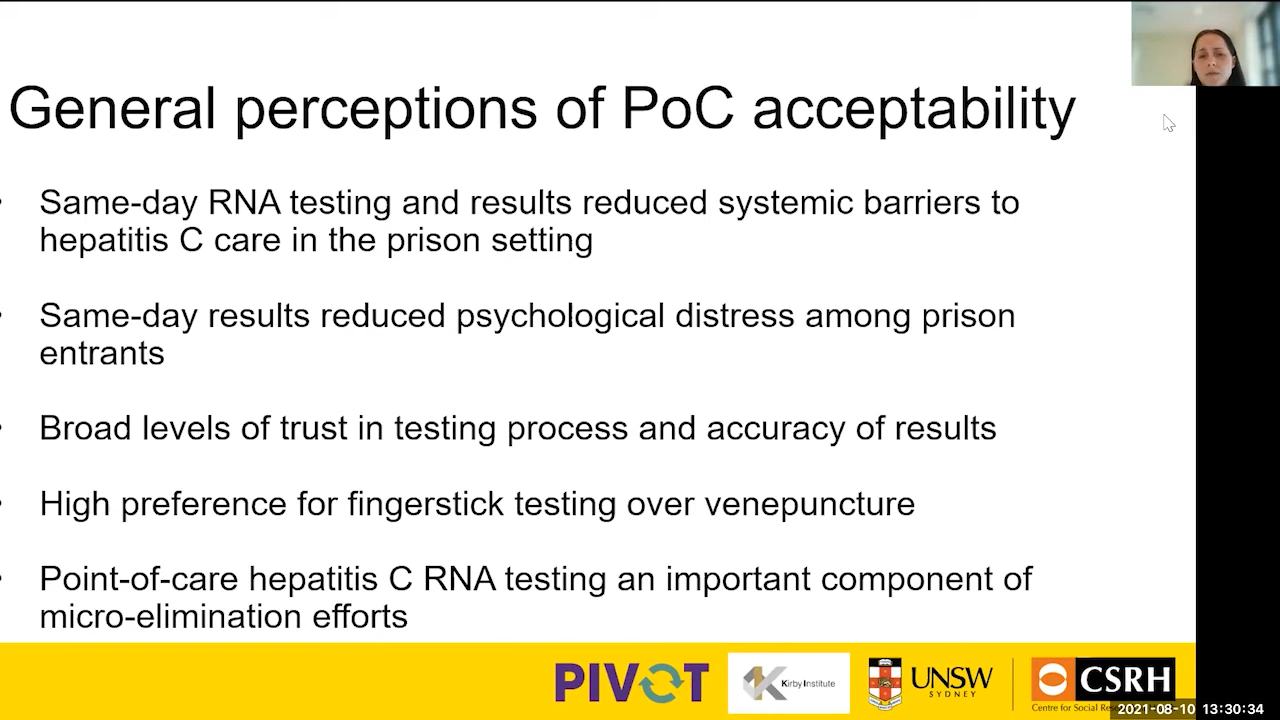 General perceptions of PoC acceptability
• Same-day RNA testing and results reduced systemic barriers to
hepatitis C care in the prison setting
• Same-day results reduced psychological distress among prison
entrants
• Broad levels of trust in testing process and accuracy of results
• High preference for fingerstick testing over venepuncture
• Point-of-care hepatitis C RNA testing an important component of
micro-elimination efforts
PIVOT
Kirby Institute
UNSW
SYDNEY
CSRH
Centre for Social
2021-08-10 13:30:34